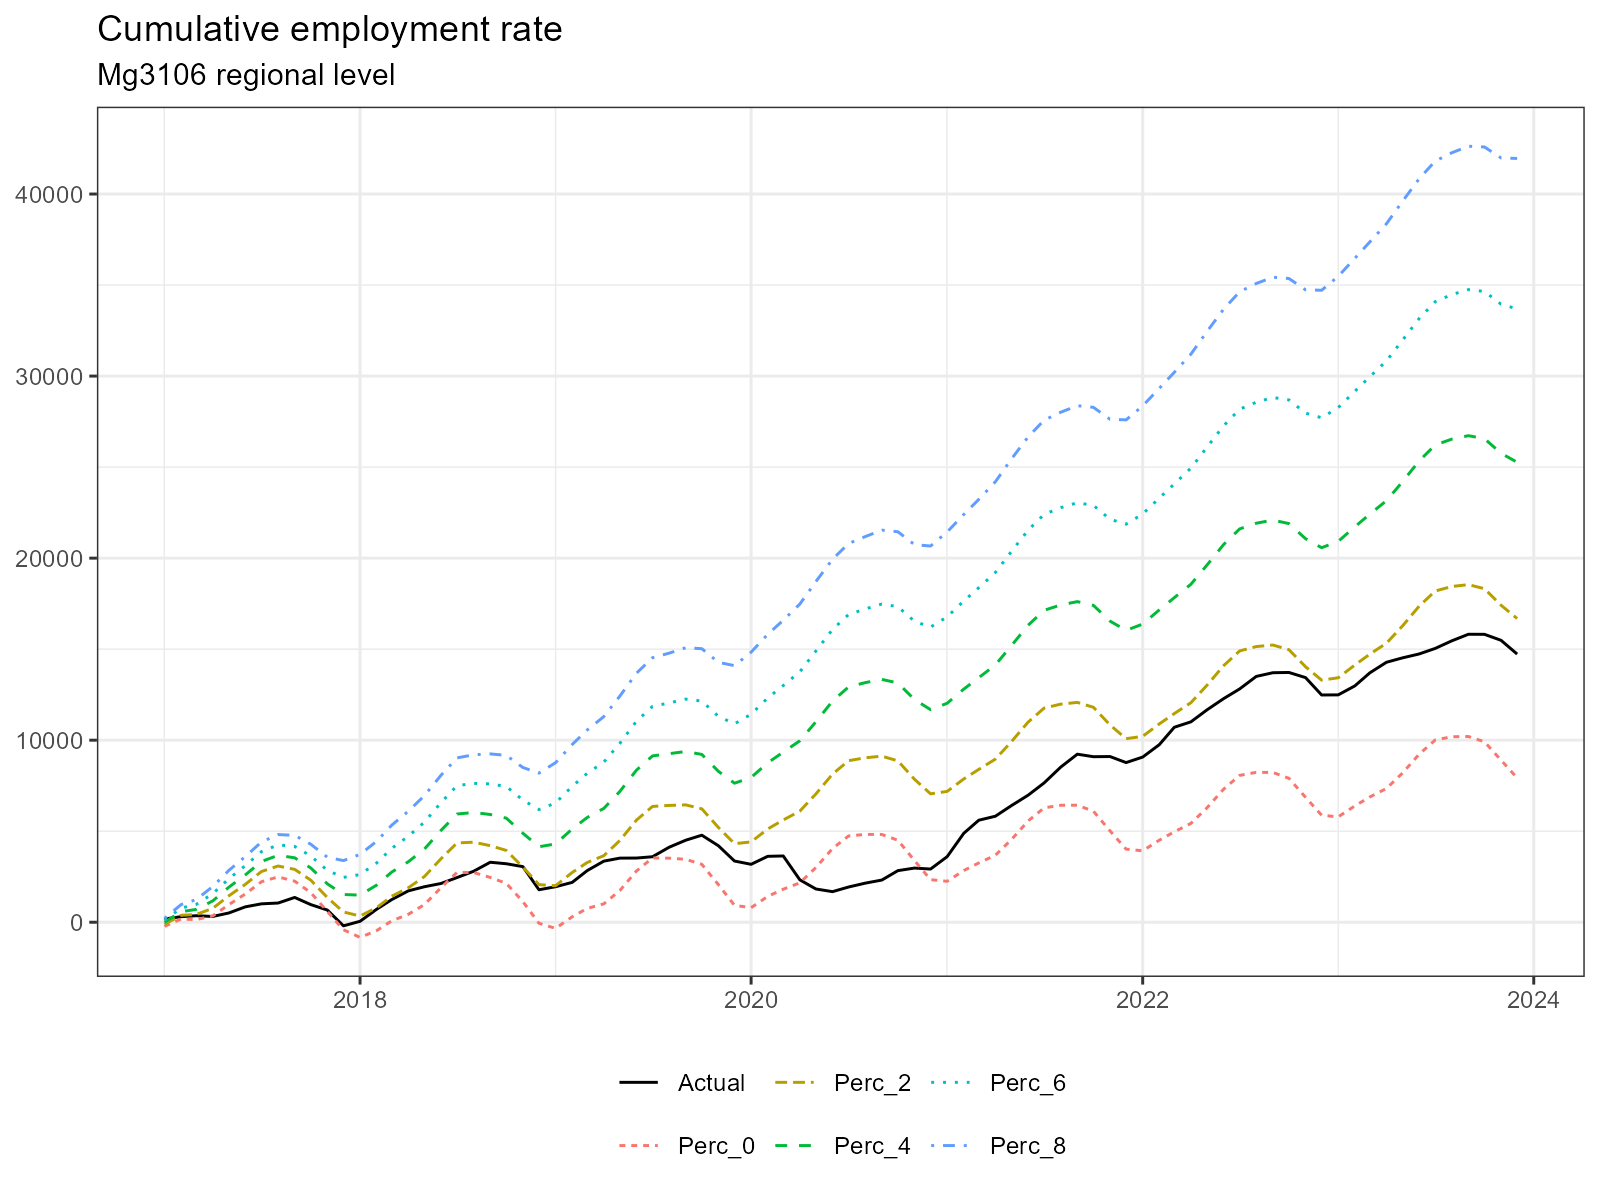 Cumulative employment rate
Mg3106 regional level
40000
30000
20000
10000
0
2018 2020 2022 2024
Actual Perc_2 Perc_6
Perc_0 Perc_4 Perc_8